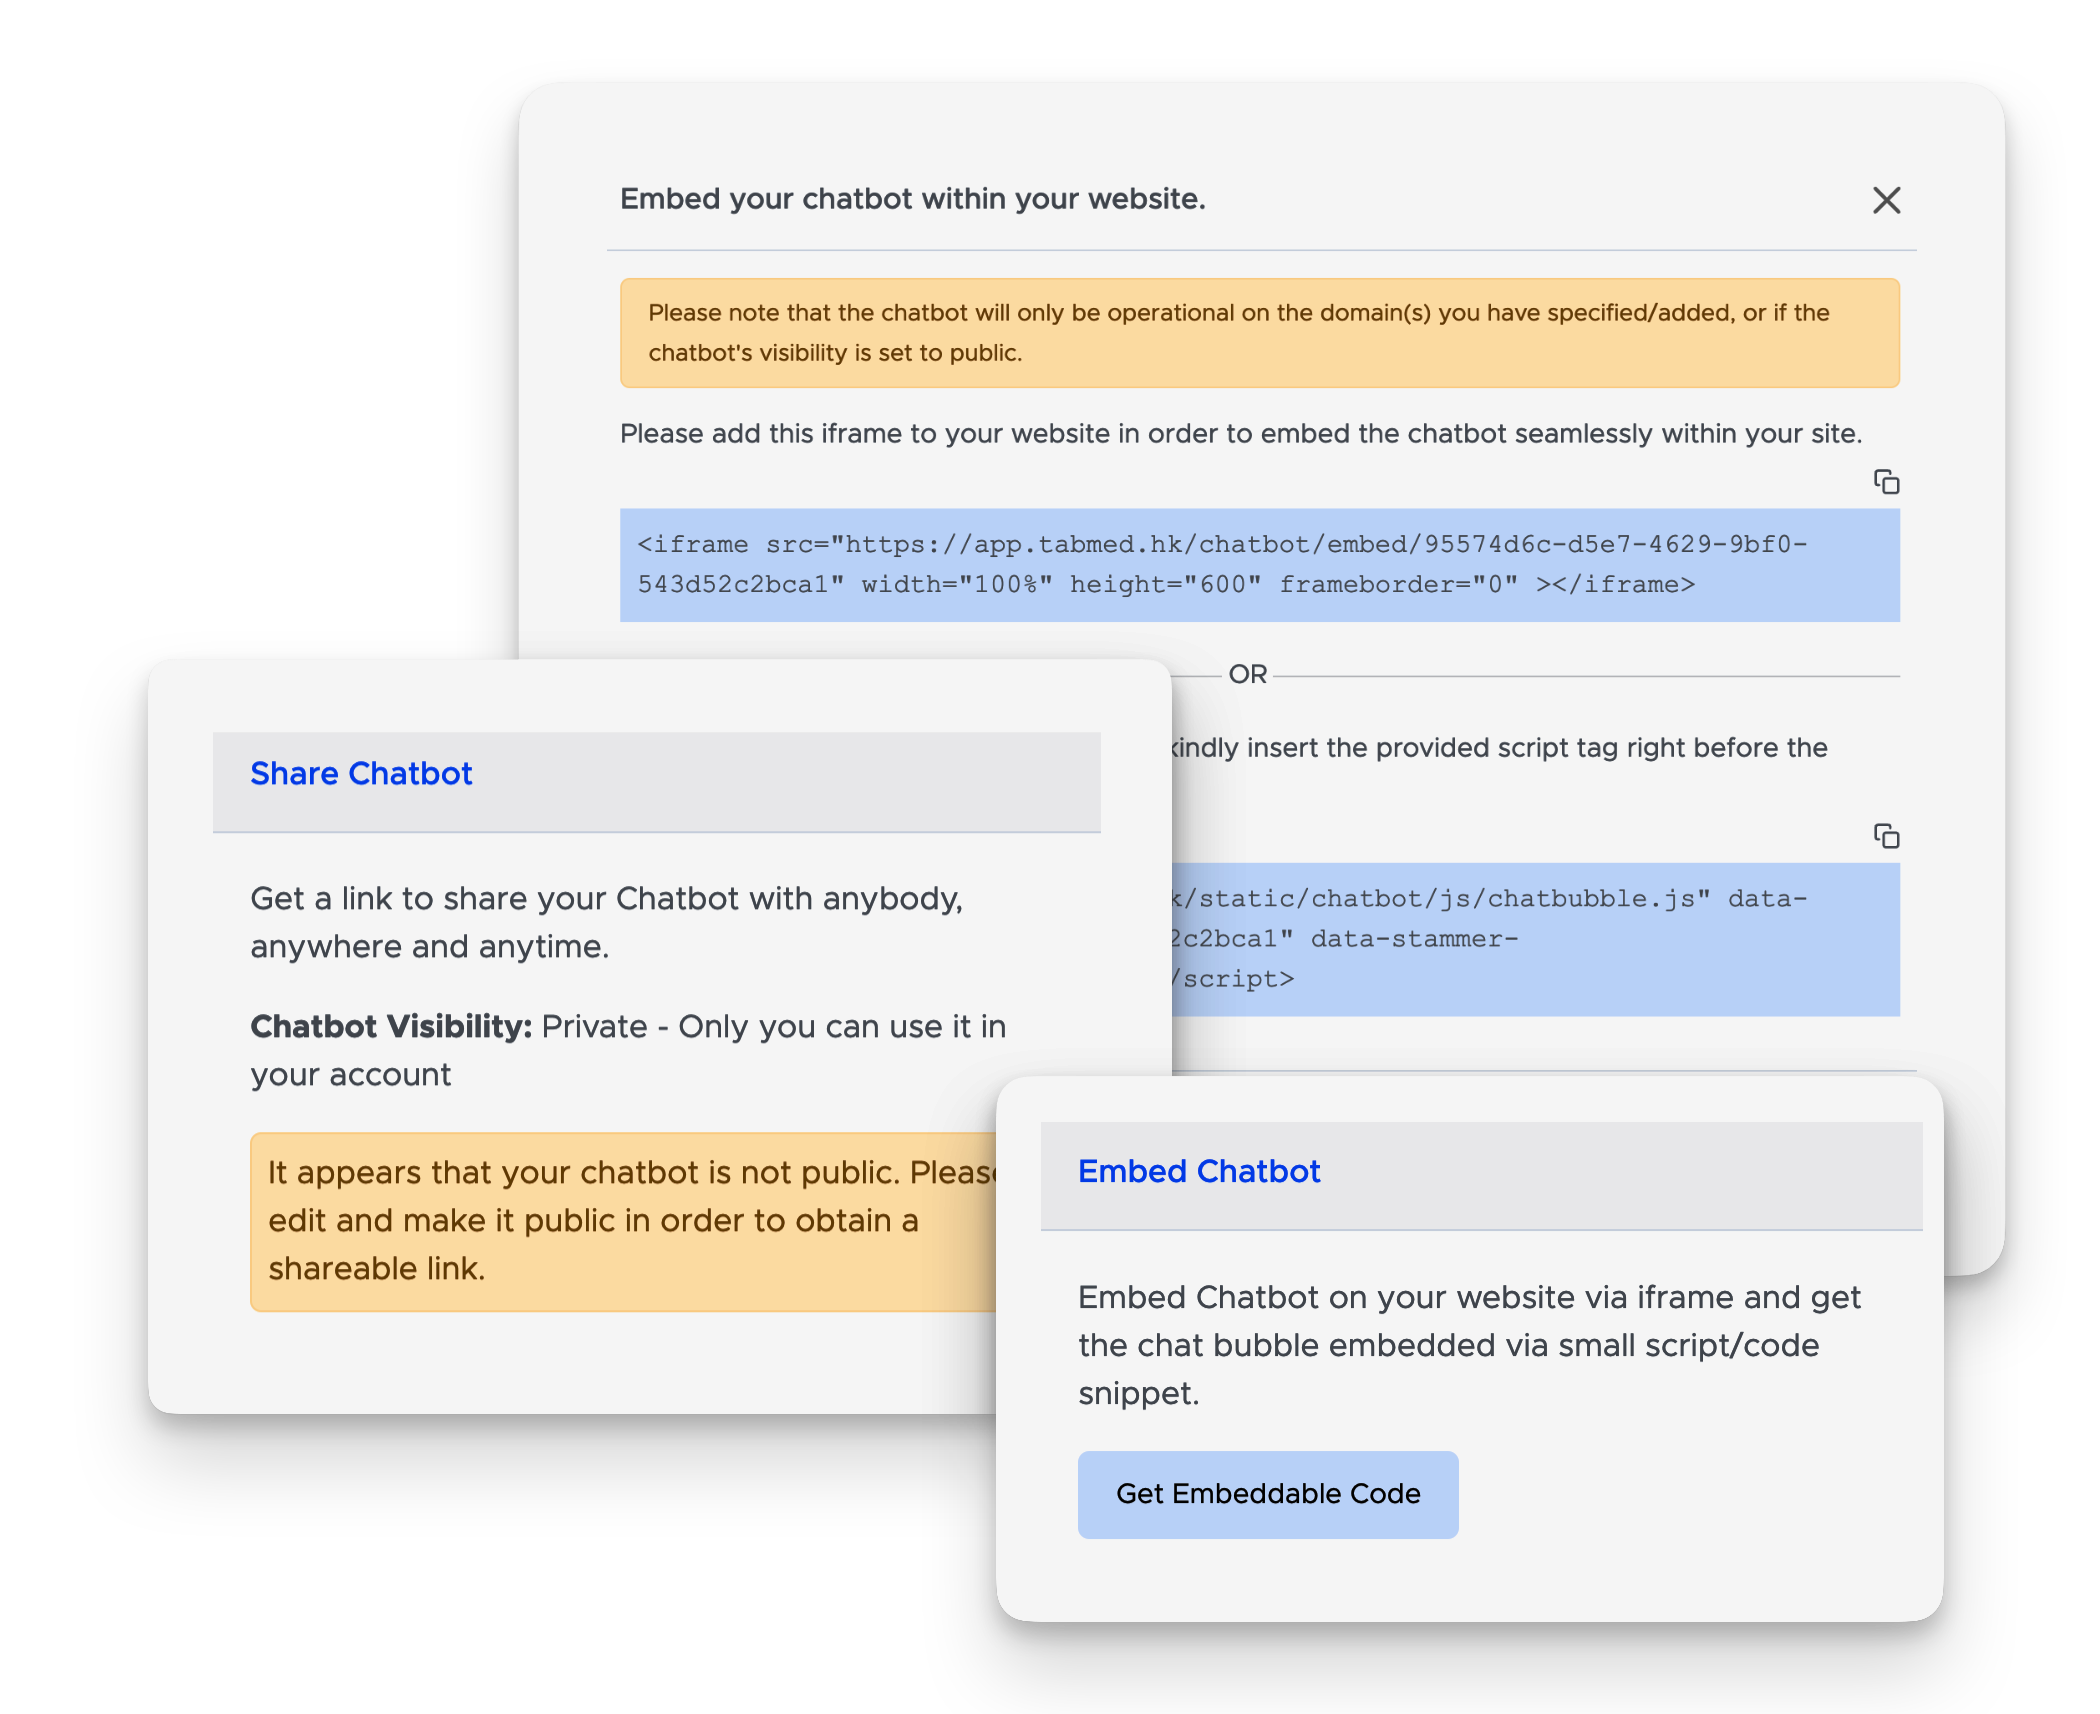 Embed your chatbot within your website.
Please note that the chatbot will only be operational on the domain(s) you have specified/added, or if the
chatbot's visibility is set to public.
Please add this iframe to your website in order to embed the chatbot seamlessly within your site.
<iframe src="https://app.tabmed.hk/chatbot/embed/95574d6c-d5e7-4629-9bf0-
543d52c2bca1" width="100%" height="600" frameborder="0" ></iframe>
OR
kindly insert the provided script tag right before the
k/static/chatbot/js/chatbubble.js" data-
2c2bca1" data-stammer-
/script>
Share Chatbot
Get a link to share your Chatbot with anybody,
anywhere and anytime.
Chatbot Visibility: Private - Only you can use it in
your account
It appears that your chatbot is not public. Please
edit and make it public in order to obtain a
shareable link.
Embed Chatbot
Embed Chatbot on your website via iframe and get
the chat bubble embedded via small script/code
snippet.
Get Embeddable Code